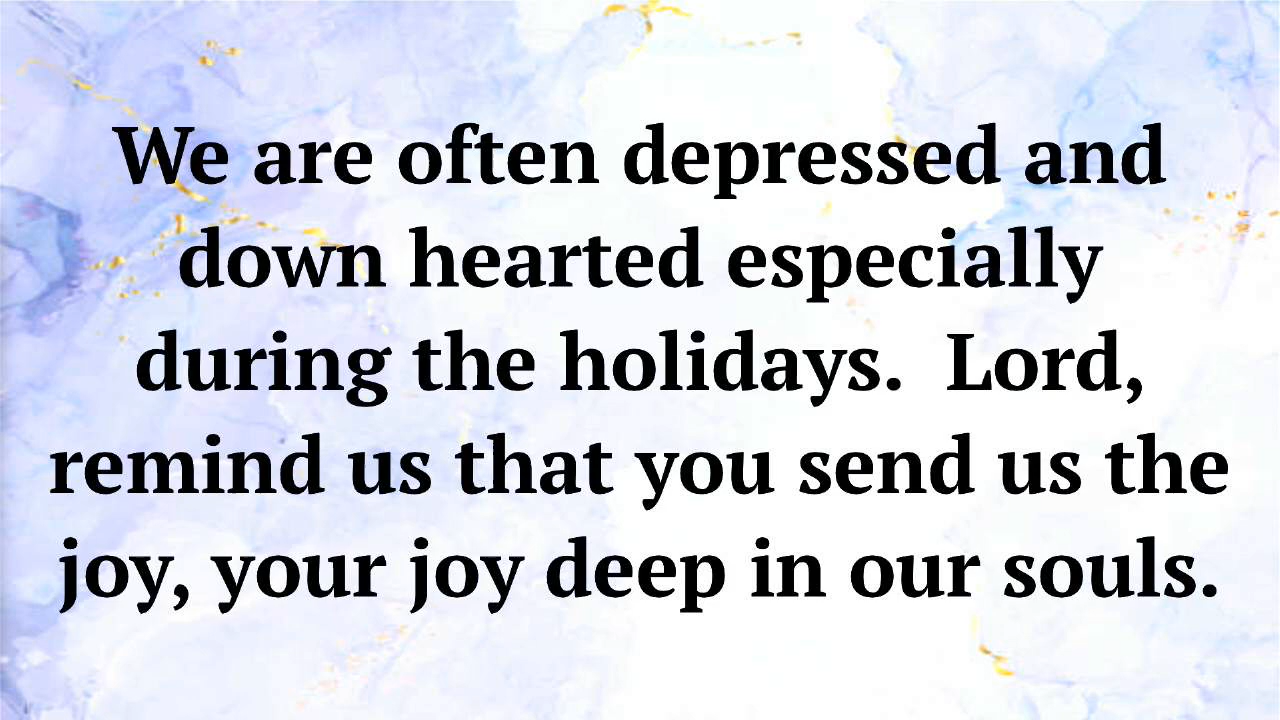 We are often depressed and
down hearted especially
during the holidays.  Lord,
remind us that you send us the
joy, your joy deep in our souls.